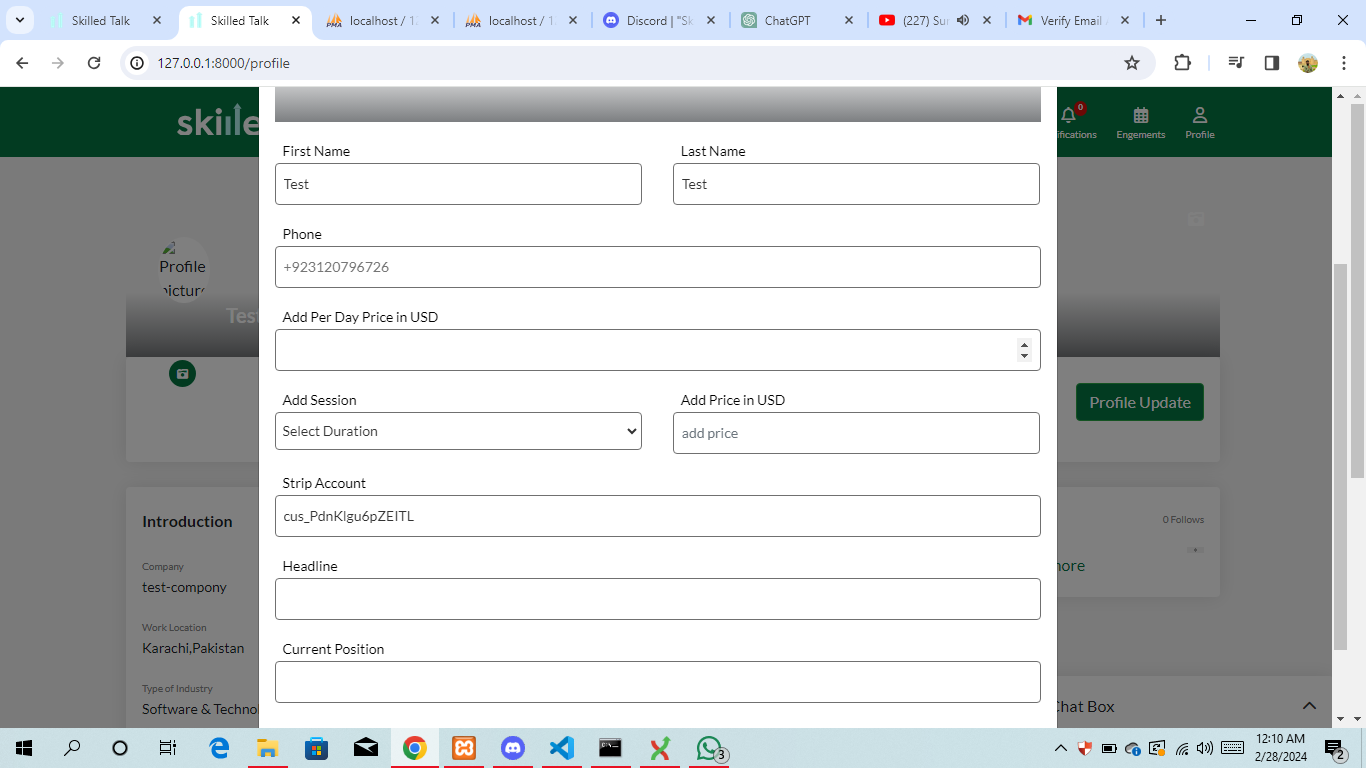 Skilled Talk
Skilled Talk
localhost / 12
localhost / 12
Discord | "Sk
ChatGPT
(227) Sur
Verify Email
127.0.0.1:8000/profile
skille
0
ifications
Engements
Profile
First Name
Last Name
Test
Test
Phone
+923120796726
Profile
picture
Add Per Day Price in USD
Test
Add Session
Add Price in USD
Select Duration
add price
Profile Update
Strip Account
cus_PdnKlgu6pZEITL
Introduction
0 Follows
Company
test-compony
more
Headline
Work Location
Karachi,Pakistan
Current Position
Type of Industry
Software & Techno
Chat Box
3
12:10 AM
2/28/2024
2